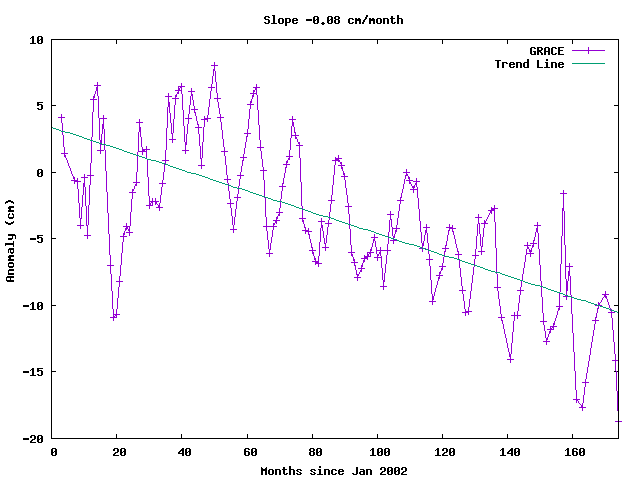 Slope -0.08 cm/month
GRACE
Trend Line
10
5
0
-5
-10
-15
-20
Anomaly (cm)
0 20 40 60 80 100 120 140 160
Months since Jan 2002